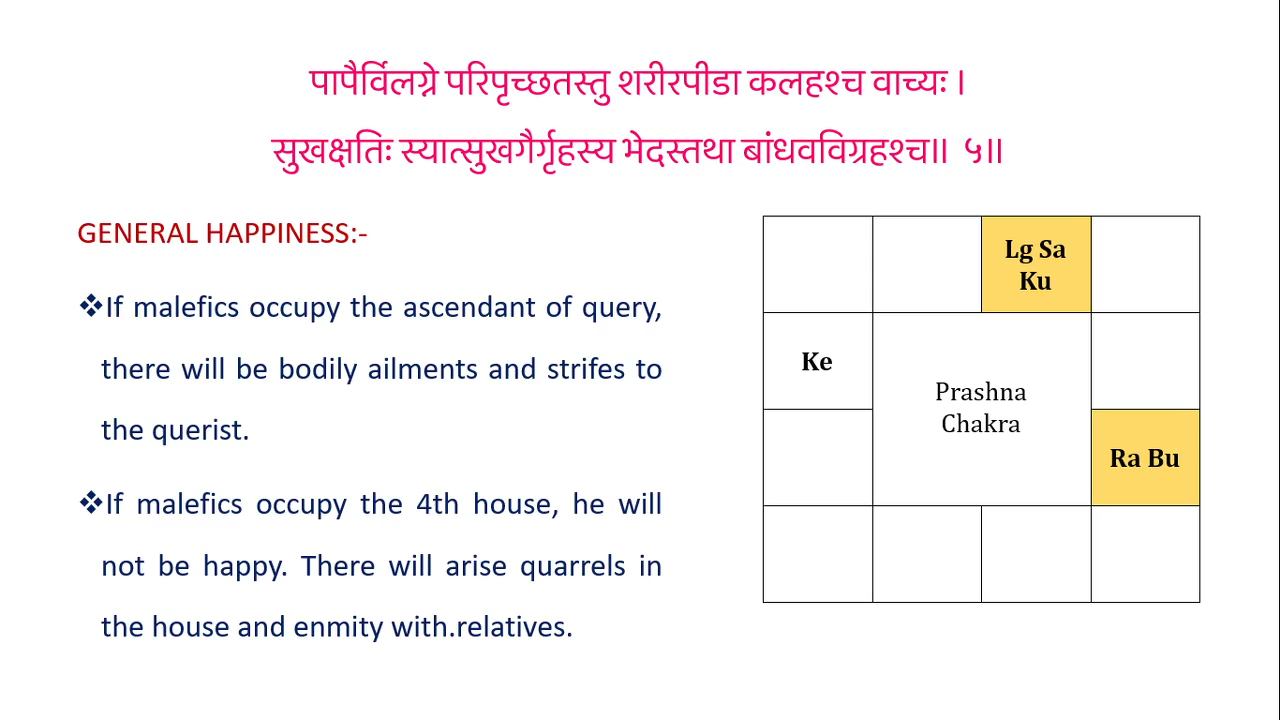 पापैर्विलग्ने परिपृच्छतस्तु शरीरपीडा कलहश्च वाच्यः ।
सुखक्षतिः स्यात्सुखगैर्गृहस्य भेदस्तथा बांधवविग्रहश्च॥ ५॥
GENERAL HAPPINESS:-
❖If malefics occupy the ascendant of query,
there will be bodily ailments and strifes to
the querist.
❖If malefics occupy the 4th house, he will
not be happy. There will arise quarrels in
the house and enmity with.relatives.
Lg Sa
Ku
Ke
Prashna
Chakra
Ra Bu